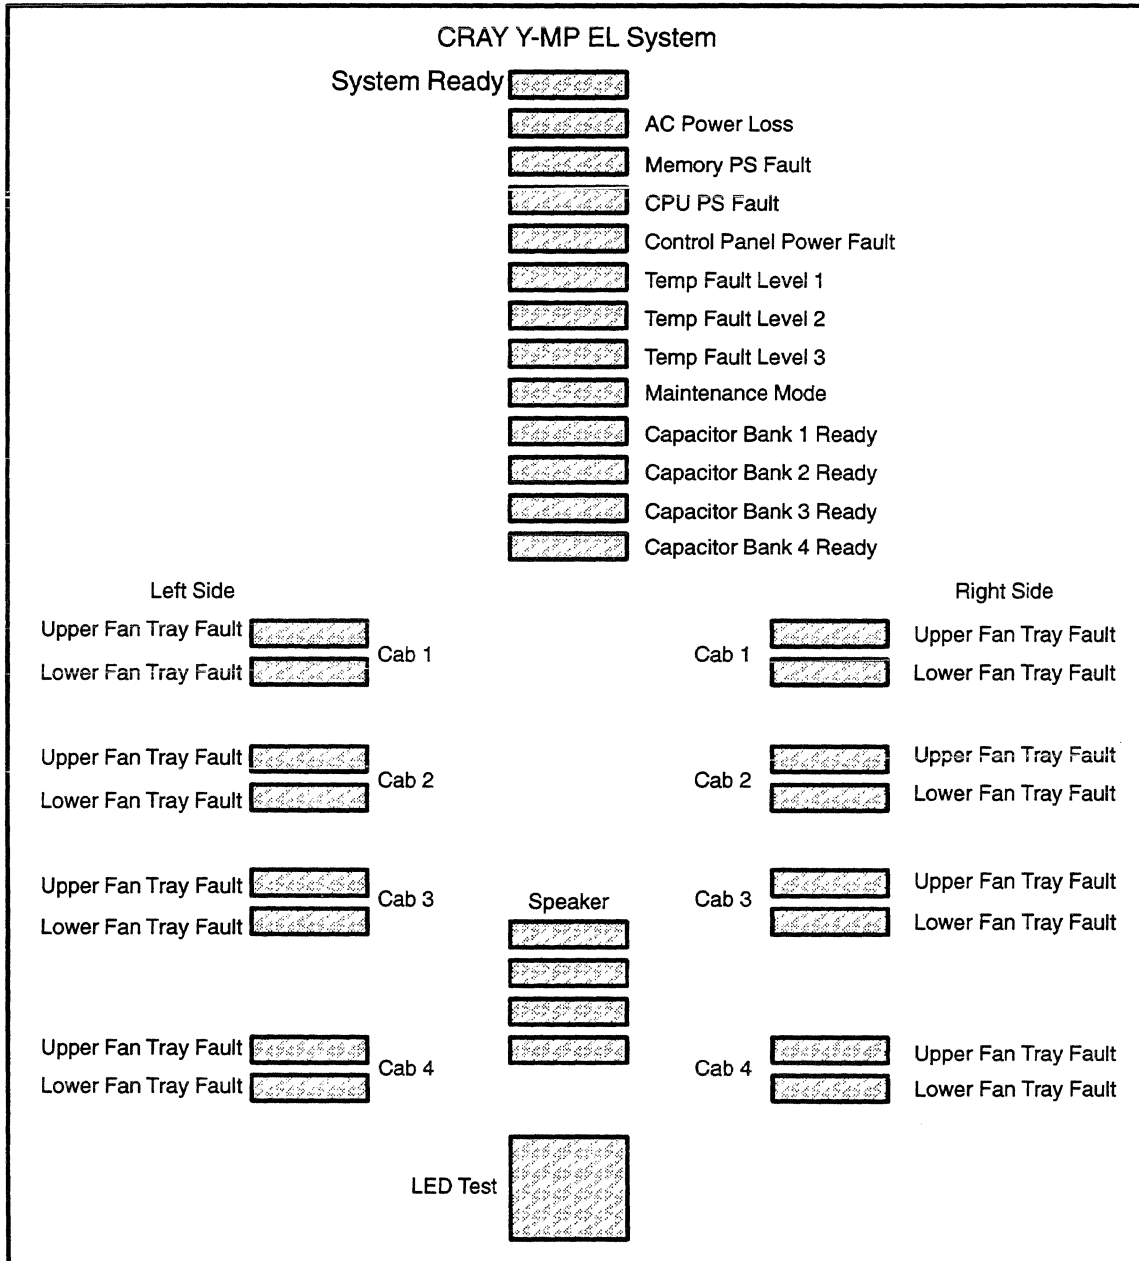 CRAY Y-MP EL System
System Ready
AC Power Loss
Memory PS Fault
CPU PS Fault
Control Panel Power Fault
Temp Fault Level 1
Temp Fault Level 2
Temp Fault Level 3
Maintenance Mode
Capacitor Bank 1 Ready
Capacitor Bank 2 Ready
Capacitor Bank 3 Ready
Capacitor Bank 4 Ready
Left Side
Upper Fan Tray Fault
Cab 1
Lower Fan Tray Fault
Upper Fan Tray Fault
Cab 2
Lower Fan Tray Fault
Upper Fan Tray Fault
Cab 3
Lower Fan Tray Fault
Upper Fan Tray Fault
Cab 4
Lower Fan Tray Fault
Speaker
LED Test
Right Side
Upper Fan Tray Fault
Cab 1
Lower Fan Tray Fault
Upper Fan Tray Fault
Cab 2
Lower Fan Tray Fault
Upper Fan Tray Fault
Cab 3
Lower Fan Tray Fault
Upper Fan Tray Fault
Cab 4
Lower Fan Tray Fault